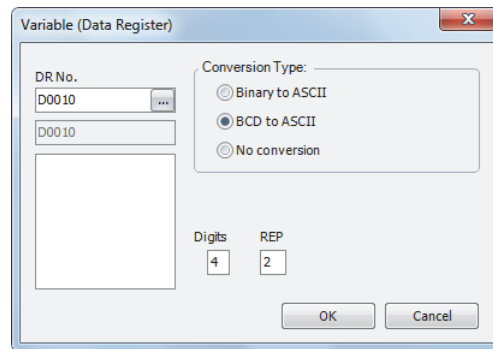 Variable (Data Register)
DR No.
D0010
...
D0010
Conversion Type:
Binary to ASCII
BCD to ASCII
No conversion
Digits REP
4 2
OK Cancel